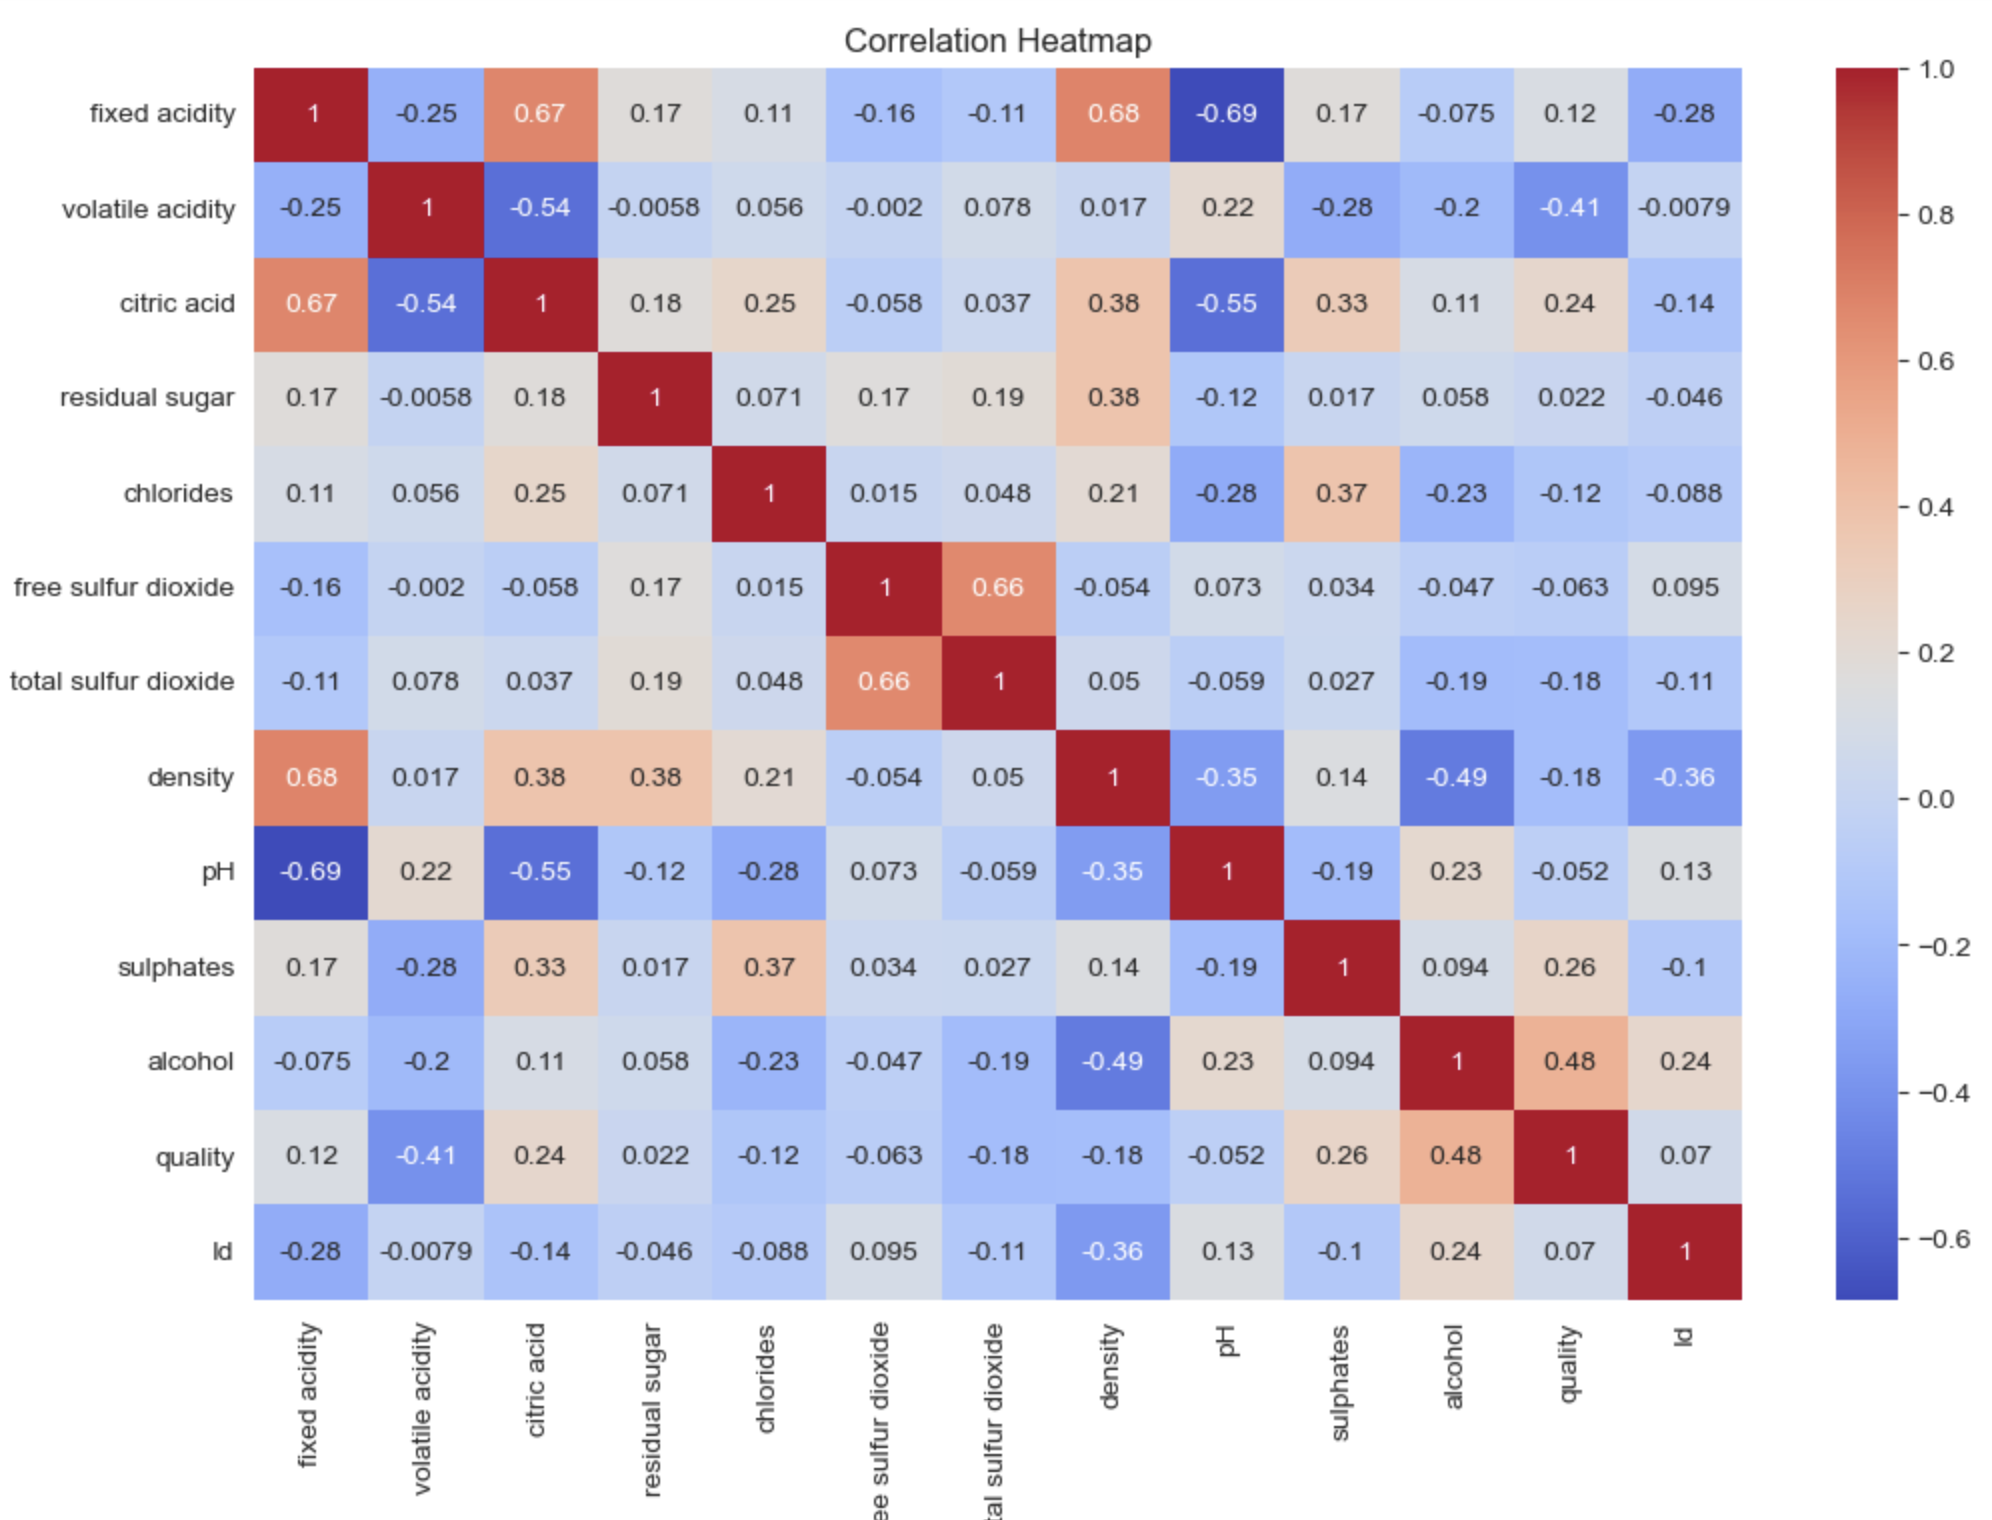 Correlation Heatmap
fixed acidity 1 -0.25 0.67 0.17 0.11 -0.16 -0.11 0.68 -0.69 0.17 -0.075 0.12 -0.28
volatile acidity -0.25 1 -0.54 -0.0058 0.056 -0.002 0.078 0.017 0.22 -0.28 -0.2 -0.41 -0.0079
citric acid 0.67 -0.54 1 0.18 0.25 -0.058 0.037 0.38 -0.55 0.33 0.11 0.24 -0.14
residual sugar 0.17 -0.0058 0.18 1 0.071 0.17 0.19 0.38 -0.12 0.017 0.058 0.022 -0.046
chlorides 0.11 0.056 0.25 0.071 1 0.015 0.048 0.21 -0.28 0.37 -0.23 -0.12 -0.088
free sulfur dioxide -0.16 -0.002 -0.058 0.17 0.015 1 0.66 -0.054 0.073 0.034 -0.047 -0.063 0.095
total sulfur dioxide -0.11 0.078 0.037 0.19 0.048 0.66 1 0.05 -0.059 0.027 -0.19 -0.18 -0.11
density 0.68 0.017 0.38 0.38 0.21 -0.054 0.05 1 -0.35 0.14 -0.49 -0.18 -0.36
pH -0.69 0.22 -0.55 -0.12 -0.28 0.073 -0.059 -0.35 1 -0.19 0.23 -0.052 0.13
sulphates 0.17 -0.28 0.33 0.017 0.37 0.034 0.027 0.14 -0.19 1 0.094 0.26 -0.1
alcohol -0.075 -0.2 0.11 0.058 -0.23 -0.047 -0.19 -0.49 0.23 0.094 1 0.48 0.24
quality 0.12 -0.41 0.24 0.022 -0.12 -0.063 -0.18 -0.18 -0.052 0.26 0.48 1 0.07
Id -0.28 -0.0079 -0.14 -0.046 -0.088 0.095 -0.11 -0.36 0.13 -0.1 0.24 0.07 1
fixed acidity
volatile acidity
citric acid
residual sugar
chlorides
ee sulfur dioxide
tal sulfur dioxide
density
pH
sulphates
alcohol
quality
Id
1.0
0.8
0.6
0.4
0.2
0.0
−0.2
−0.4
−0.6